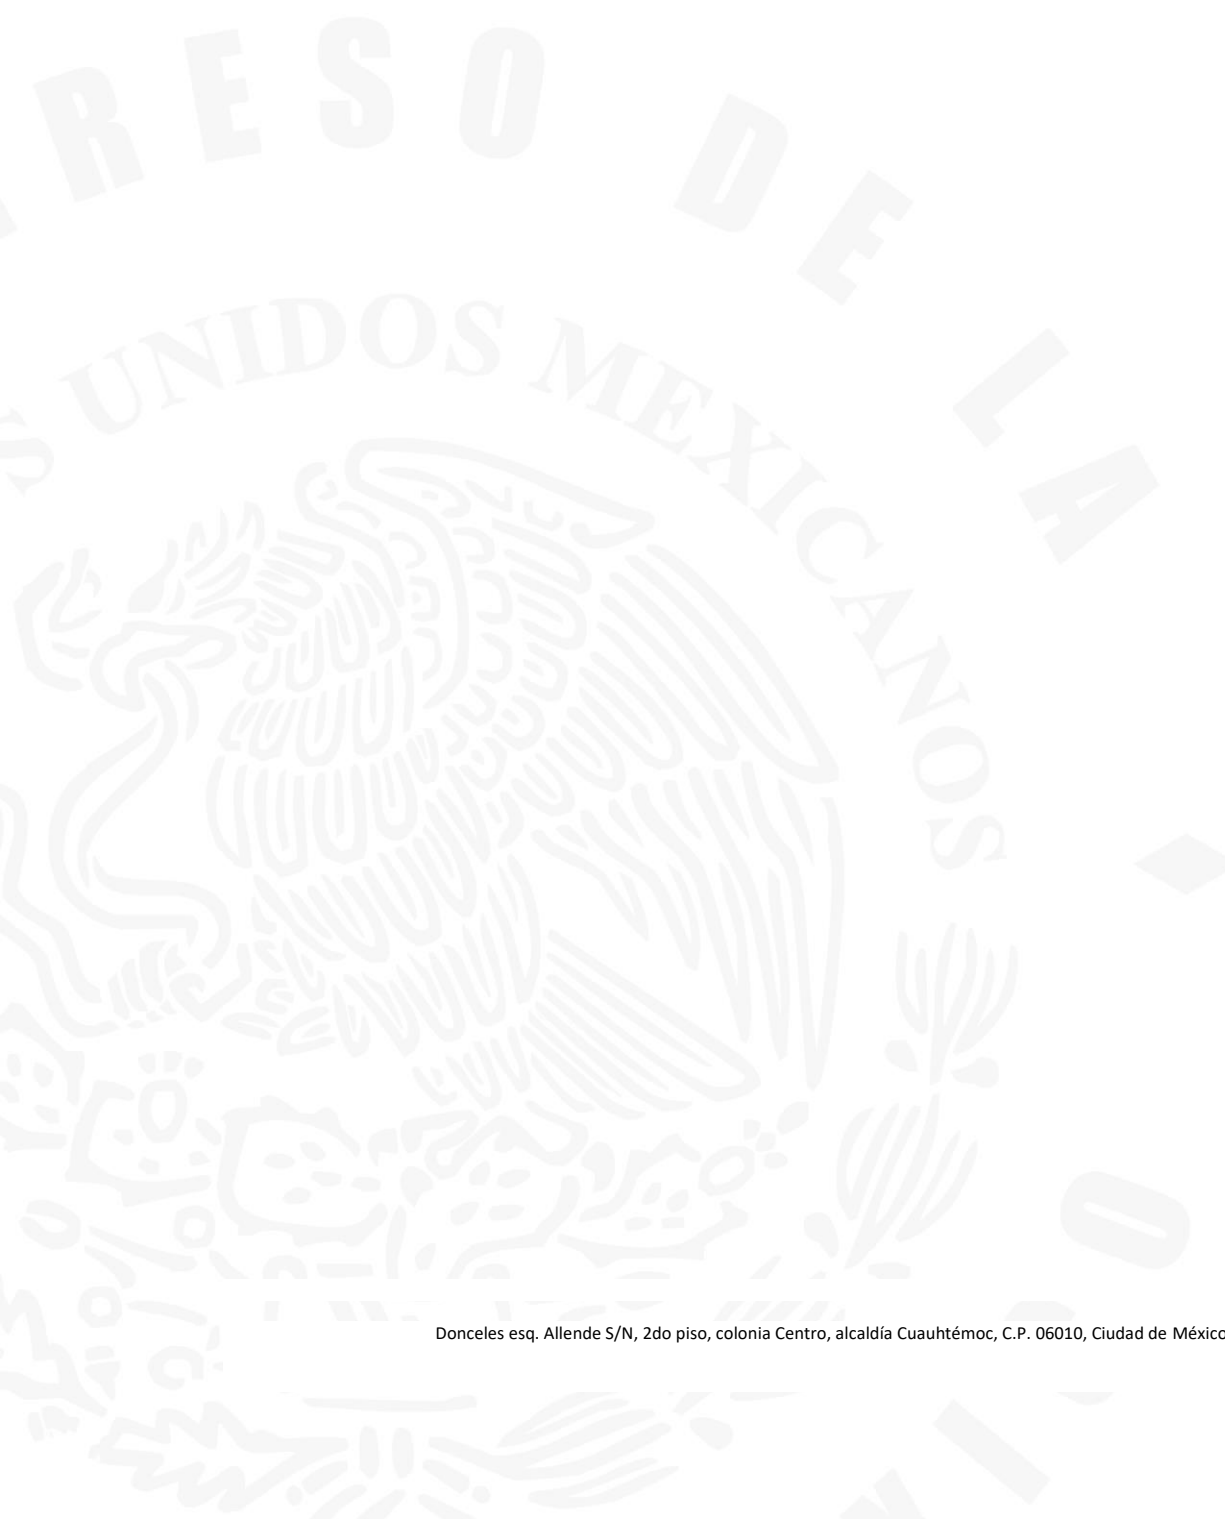 RESO DE LA
S UNIDOS MEXICANOS
Donceles esq. Allende S/N, 2do piso, colonia Centro, alcaldía Cuauhtémoc, C.P. 06010, Ciudad de México